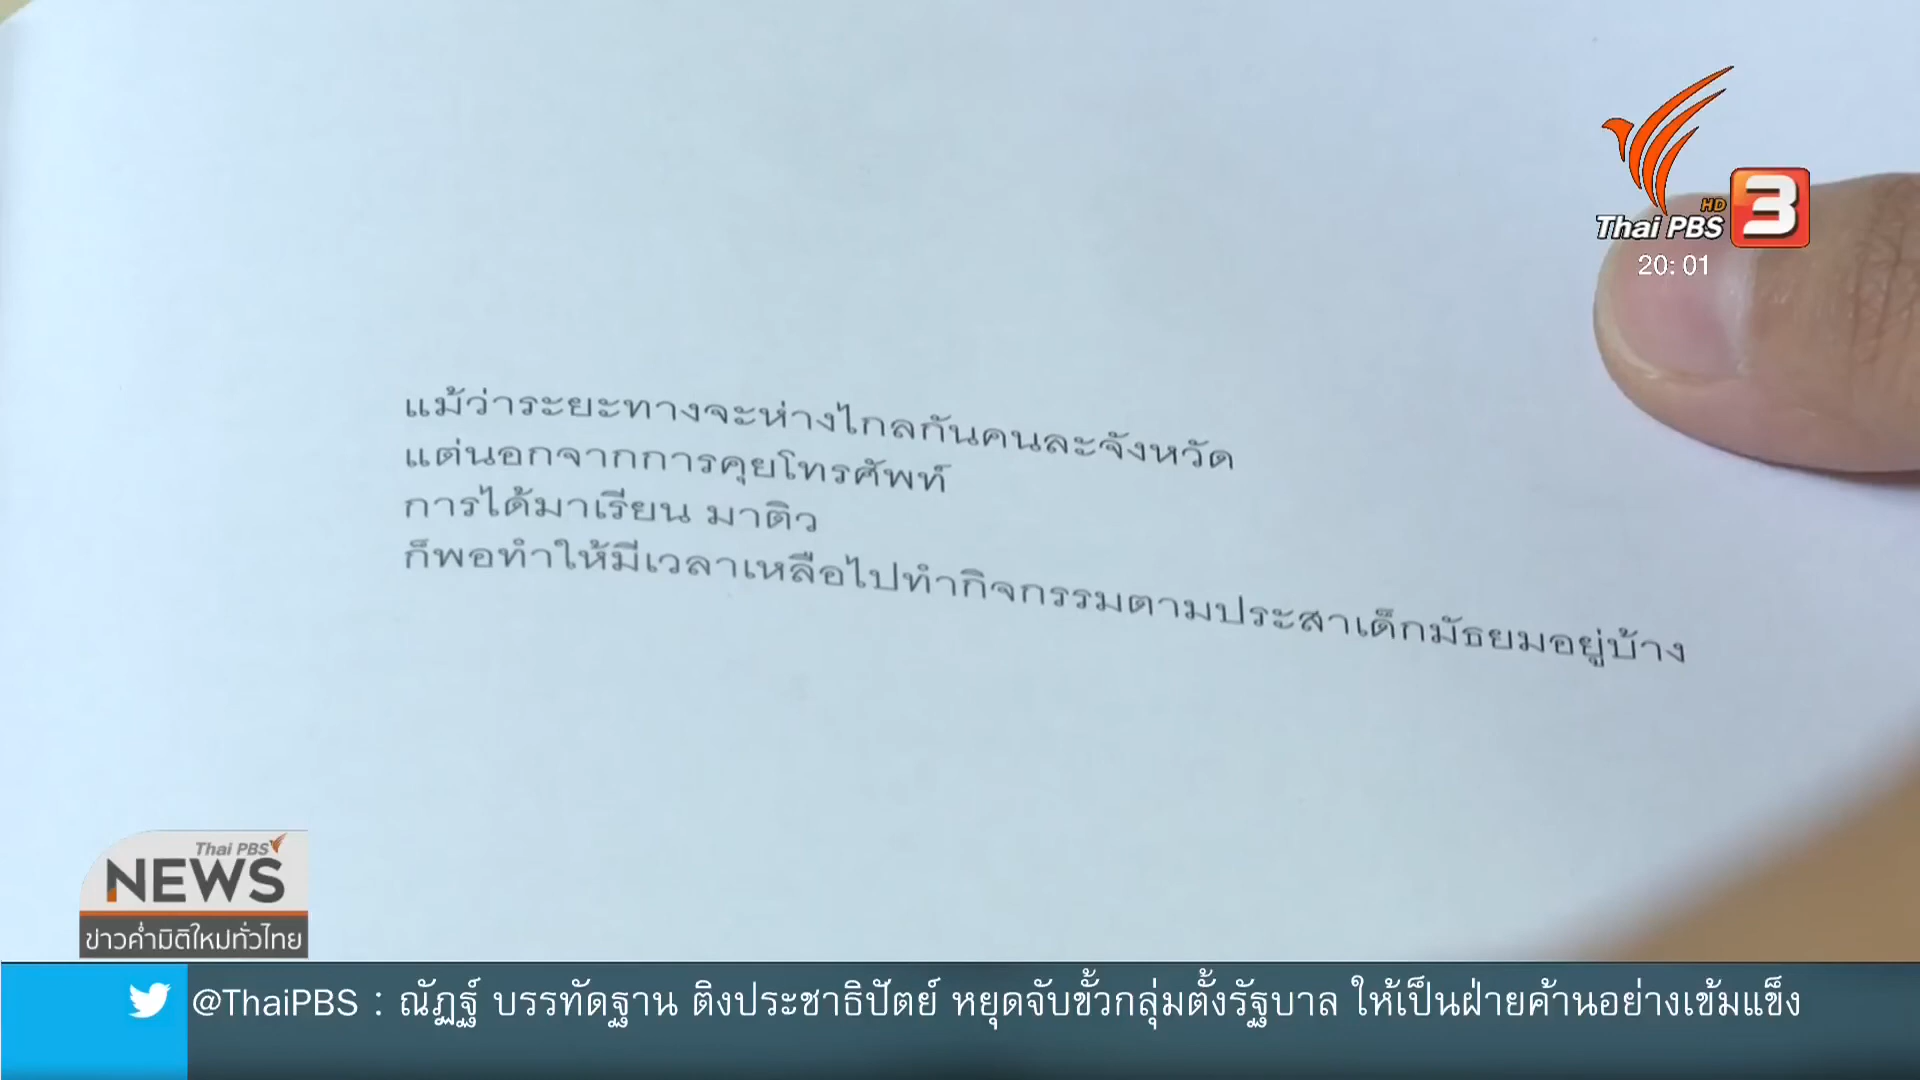 HD
Thai PBS 3
20: 01
แม้ว่าระยะทางจะห่างไกลกันคนละจังหวัด
แต่นอกจากการคุยโทรศัพท์
การได้มาเรียน มาติว
ก็พอทำให้มีเวลาเหลือไปทำกิจกรรมตามประสาเด็กมัธยมอยู่บ้าง
Thai PBS
NEWS
ข่าวค่ำมิติใหม่ทั่วไทย
@ThaiPBS : ณัฏฐ์ บรรทัดฐาน ติงประชาธิปัตย์ หยุดจับขั้วกลุ่มตั้งรัฐบาล ให้เป็นฝ่ายค้านอย่างเข้มแข็ง